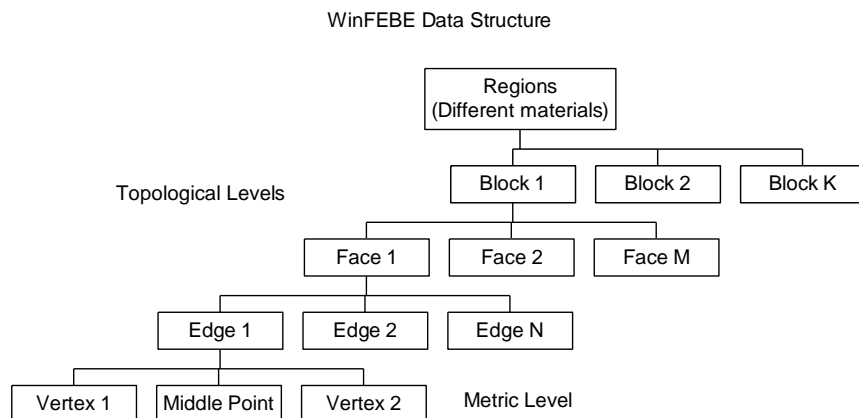 WinFEBE Data Structure
Regions
(Different materials)
Topological Levels
Block 1
Block 2
Block K
Face 1
Face 2
Face M
Edge 1
Edge 2
Edge N
Vertex 1
Middle Point
Vertex 2
Metric Level